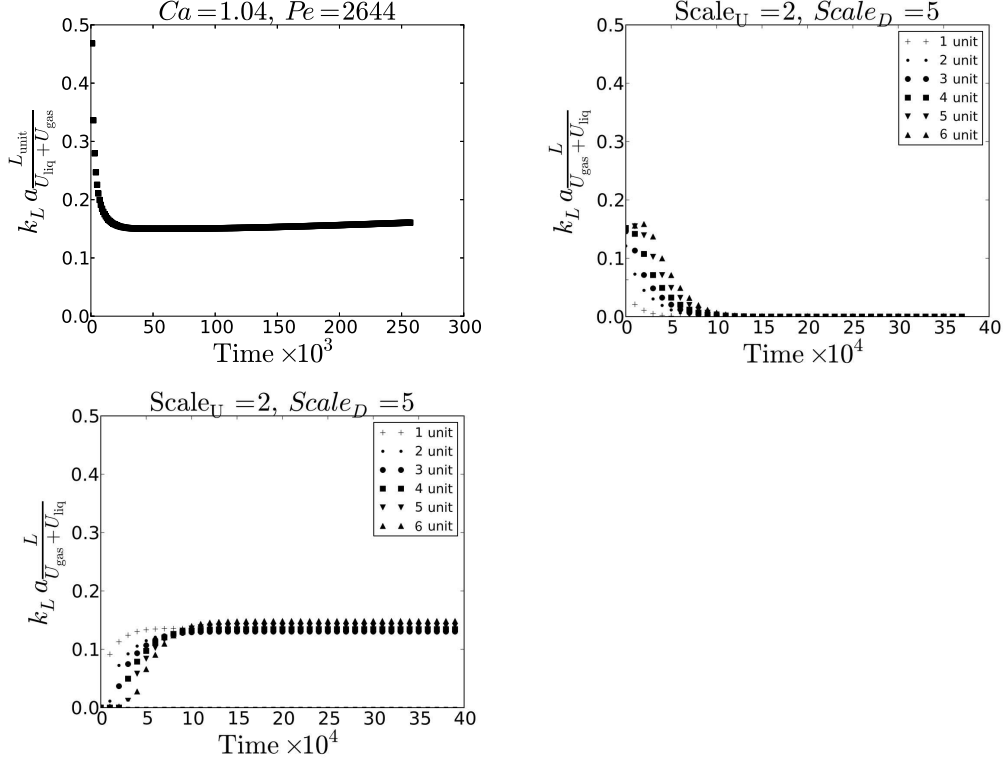 Ca=1.04, Pe=2644
0.5
0.4
0.3
0.2
0.1
0.0
k_L a L_unit / U_liq+U_gas
0 50 100 150 200 250 300
Time ×10^3
Scale_U =2, Scale_D =5
0.5
0.4
0.3
0.2
0.1
0.0
k_L a L / U_gas+U_liq
1 unit
2 unit
3 unit
4 unit
5 unit
6 unit
0 5 10 15 20 25 30 35 40
Time ×10^4
Scale_U =2, Scale_D =5
0.5
0.4
0.3
0.2
0.1
0.0
k_L a L / U_gas+U_liq
1 unit
2 unit
3 unit
4 unit
5 unit
6 unit
0 5 10 15 20 25 30 35 40
Time ×10^4